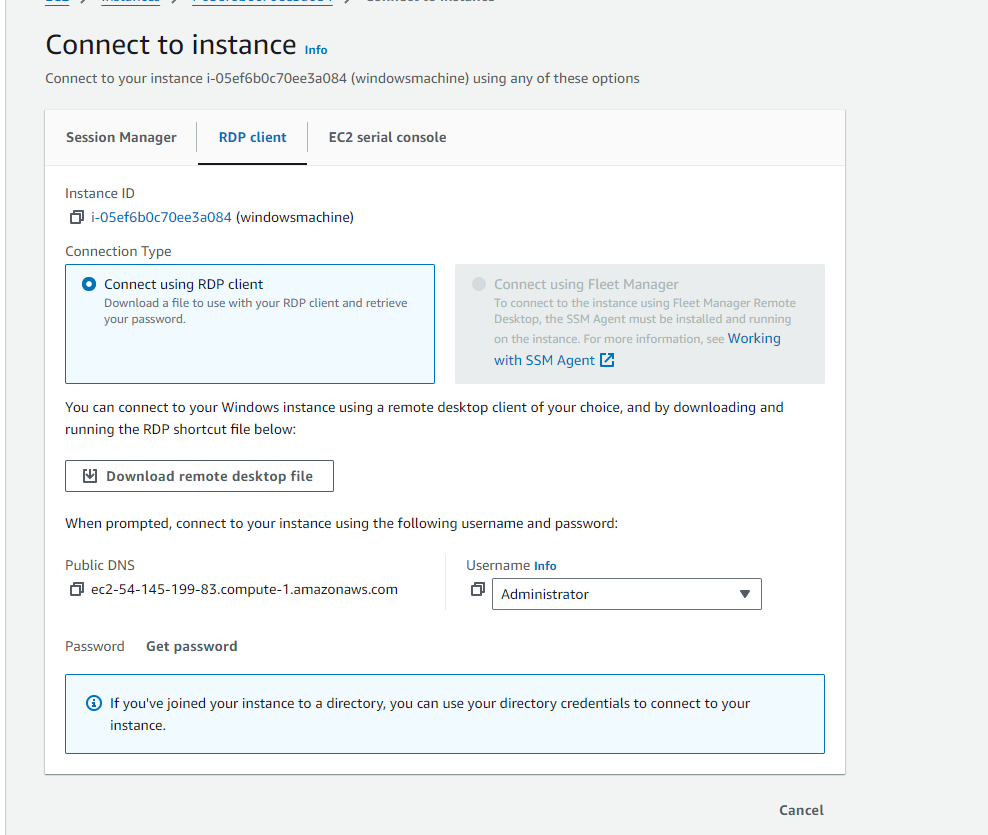 Connect to instance Info
Connect to your instance i-05ef6b0c70ee3a084 (windowsmachine) using any of these options
Session Manager
RDP client
EC2 serial console
Instance ID
i-05ef6b0c70ee3a084 (windowsmachine)
Connection Type
Connect using RDP client
Download a file to use with your RDP client and retrieve
your password.
Connect using Fleet Manager
To connect to the instance using Fleet Manager Remote
Desktop, the SSM Agent must be installed and running
on the instance. For more information, see Working
with SSM Agent
You can connect to your Windows instance using a remote desktop client of your choice, and by downloading and
running the RDP shortcut file below:
Download remote desktop file
When prompted, connect to your instance using the following username and password:
Public DNS
ec2-54-145-199-83.compute-1.amazonaws.com
Username Info
Administrator
Password Get password
If you've joined your instance to a directory, you can use your directory credentials to connect to your
instance.
Cancel